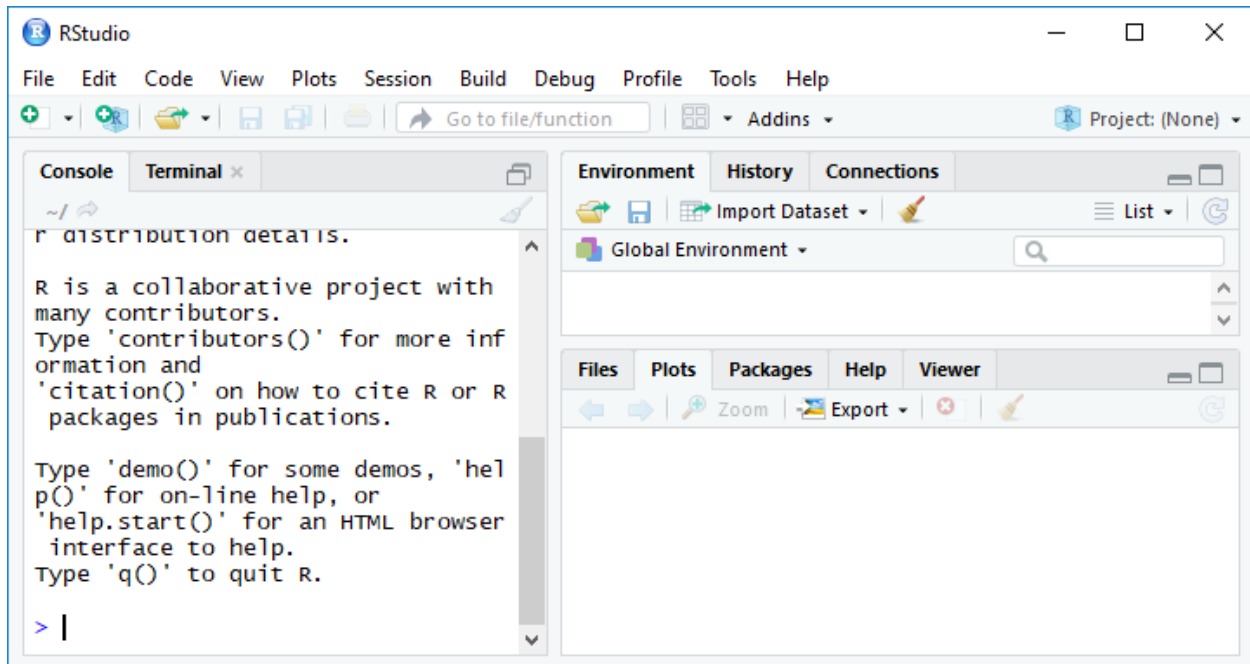 RStudio
File Edit Code View Plots Session Build Debug Profile Tools Help
Go to file/function Addins Project: (None)
Console Terminal
Environment History Connections
~/
Import Dataset List
r distribution details.
Global Environment
R is a collaborative project with
many contributors.
Type 'contributors()' for more inf
ormation and
'citation()' on how to cite R or R
packages in publications.
Files Plots Packages Help Viewer
Zoom Export
Type 'demo()' for some demos, 'hel
p()' for on-line help, or
'help.start()' for an HTML browser
interface to help.
Type 'q()' to quit R.
>